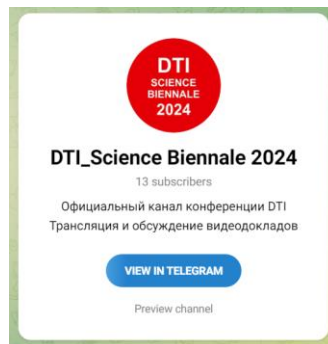 DTI
SCIENCE
BIENNALE
2024
DTI_Science Biennale 2024
13 subscribers
Официальный канал конференции DTI
Трансляция и обсуждение видеодокладов
VIEW IN TELEGRAM
Preview channel